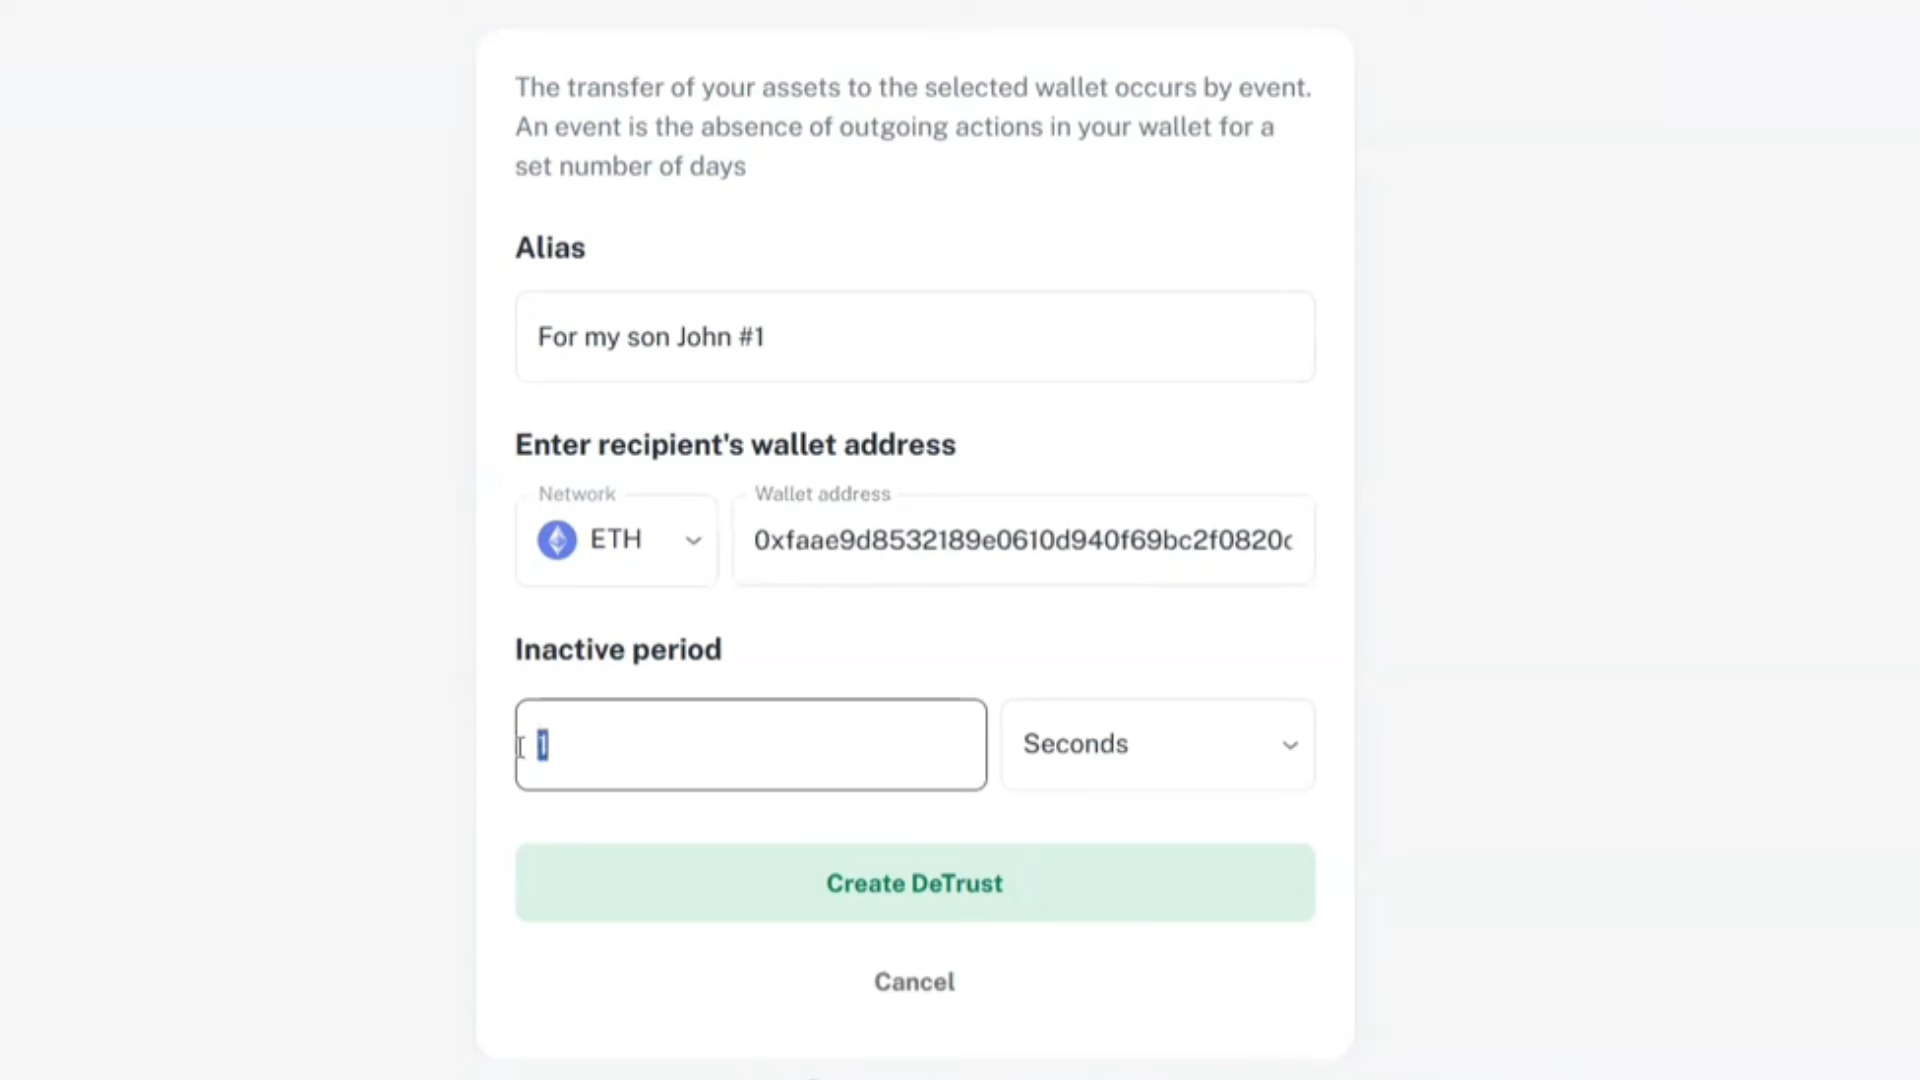 The transfer of your assets to the selected wallet occurs by event.
An event is the absence of outgoing actions in your wallet for a
set number of days
Alias
For my son John #1
Enter recipient's wallet address
Network
ETH
Wallet address
0xfaae9d8532189e0610d940f69bc2f0820
Inactive period
1
Seconds
Create DeTrust
Cancel